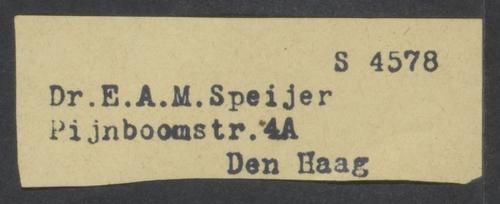 S 4578
Dr.E.A.M.Speijer
Pijnboomstr.4A
Den Haag